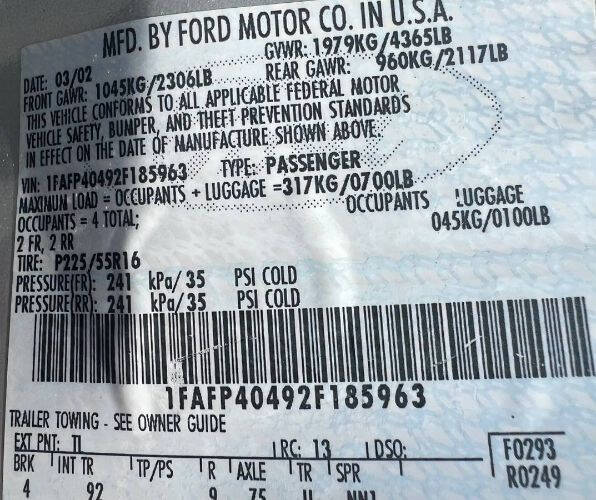 MFD. BY FORD MOTOR CO. IN U.S.A.
DATE: 03/02 GVWR: 1979KG/4365LB
FRONT GAWR: 1045KG/2306LB REAR GAWR: 960KG/2117LB
THIS VEHICLE CONFORMS TO ALL APPLICABLE FEDERAL MOTOR
VEHICLE SAFETY, BUMPER, AND THEFT PREVENTION STANDARDS
IN EFFECT ON THE DATE OF MANUFACTURE SHOWN ABOVE.
VIN: 1FAFP40492F185963 TYPE: PASSENGER
MAXIMUM LOAD = OCCUPANTS + LUGGAGE =317KG/0700LB
OCCUPANTS = 4 TOTAL; OCCUPANTS LUGGAGE
2 FR, 2 RR 045KG/0100LB
TIRE: P225/55R16
PRESSURE(FR): 241 kPa/ 35 PSI COLD
PRESSURE(RR): 241 kPa/ 35 PSI COLD
1FAFP40492F185963
TRAILER TOWING - SEE OWNER GUIDE
EXT PNT: TL RC: 13 DSO: F0293
BRK INT TR TP/PS R AXLE TR SPR R0249
4 92 9 75 U NN1